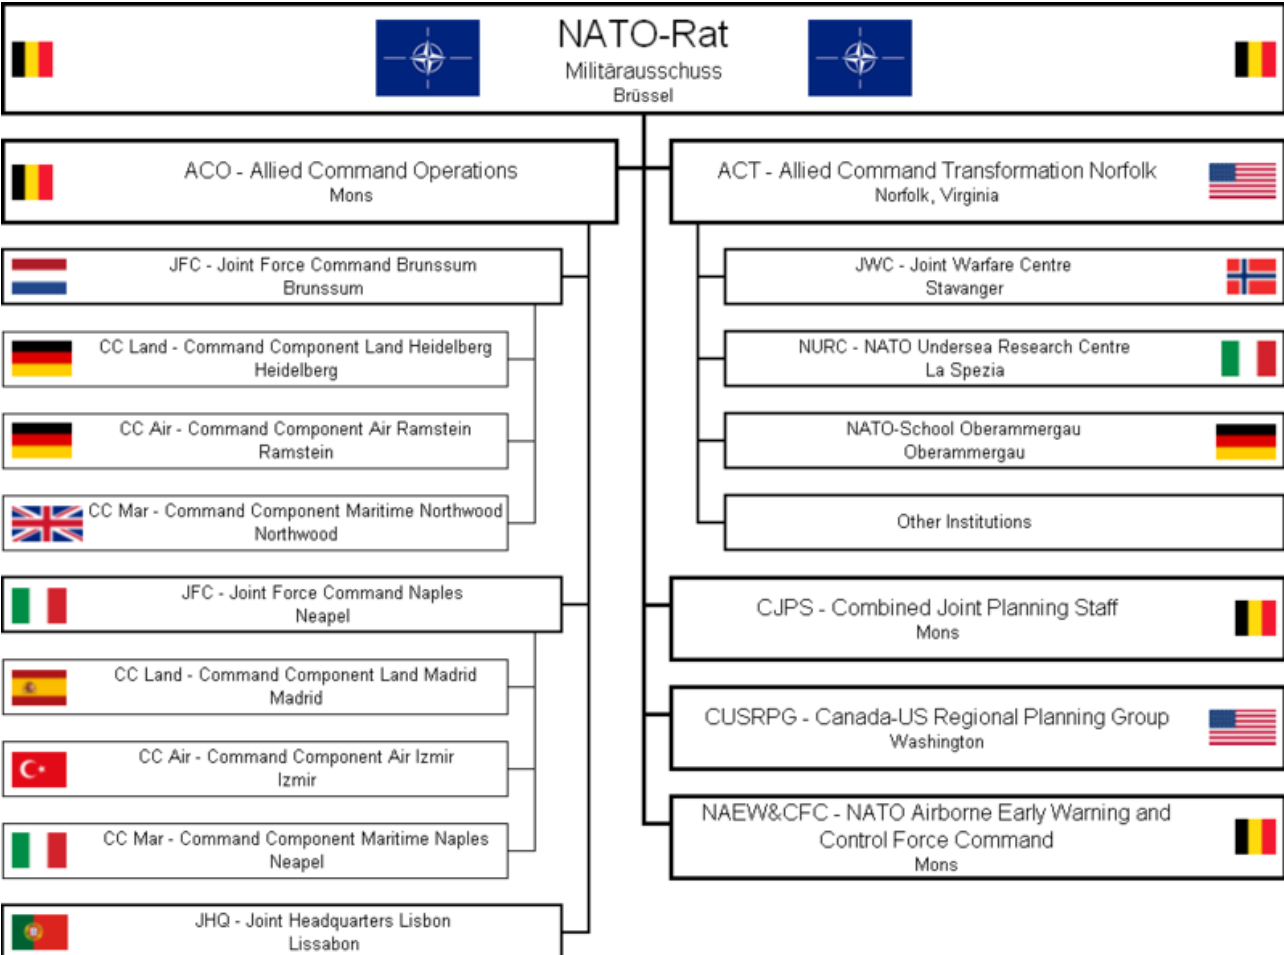 NATO-Rat
Militärausschuss
Brüssel
ACO - Allied Command Operations
Mons
JFC - Joint Force Command Brunssum
Brunssum
CC Land - Command Component Land Heidelberg
Heidelberg
CC Air - Command Component Air Ramstein
Ramstein
CC Mar - Command Component Maritime Northwood
Northwood
JFC - Joint Force Command Naples
Neapel
CC Land - Command Component Land Madrid
Madrid
CC Air - Command Component Air Izmir
Izmir
CC Mar - Command Component Maritime Naples
Neapel
JHQ - Joint Headquarters Lisbon
Lissabon
ACT - Allied Command Transformation Norfolk
Norfolk, Virginia
JWC - Joint Warfare Centre
Stavanger
NURC - NATO Undersea Research Centre
La Spezia
NATO-School Oberammergau
Oberammergau
Other Institutions
CJPS - Combined Joint Planning Staff
Mons
CUSRPG - Canada-US Regional Planning Group
Washington
NAEW&CFC - NATO Airborne Early Warning and
Control Force Command
Mons